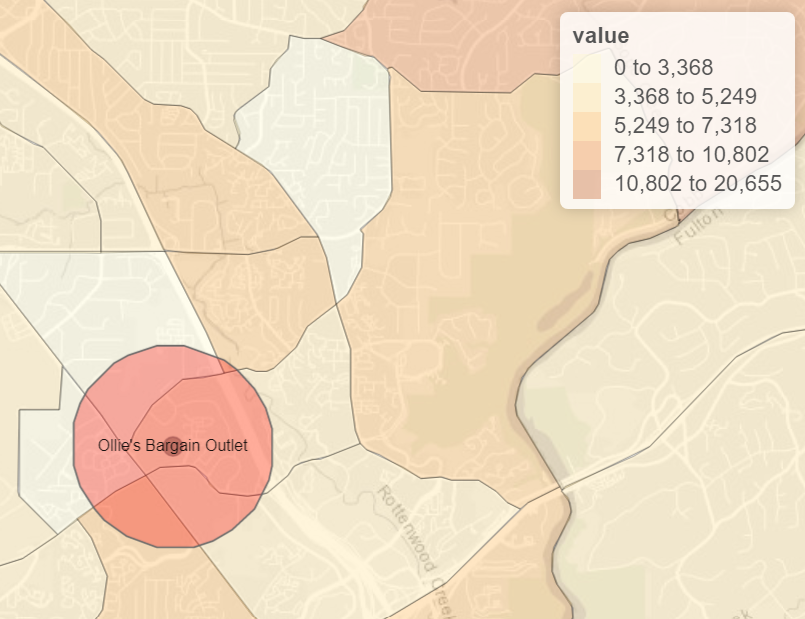 value
0 to 3,368
3,368 to 5,249
5,249 to 7,318
7,318 to 10,802
10,802 to 20,655
Fulton
Ollie's Bargain Outlet
Rottenwood Creek